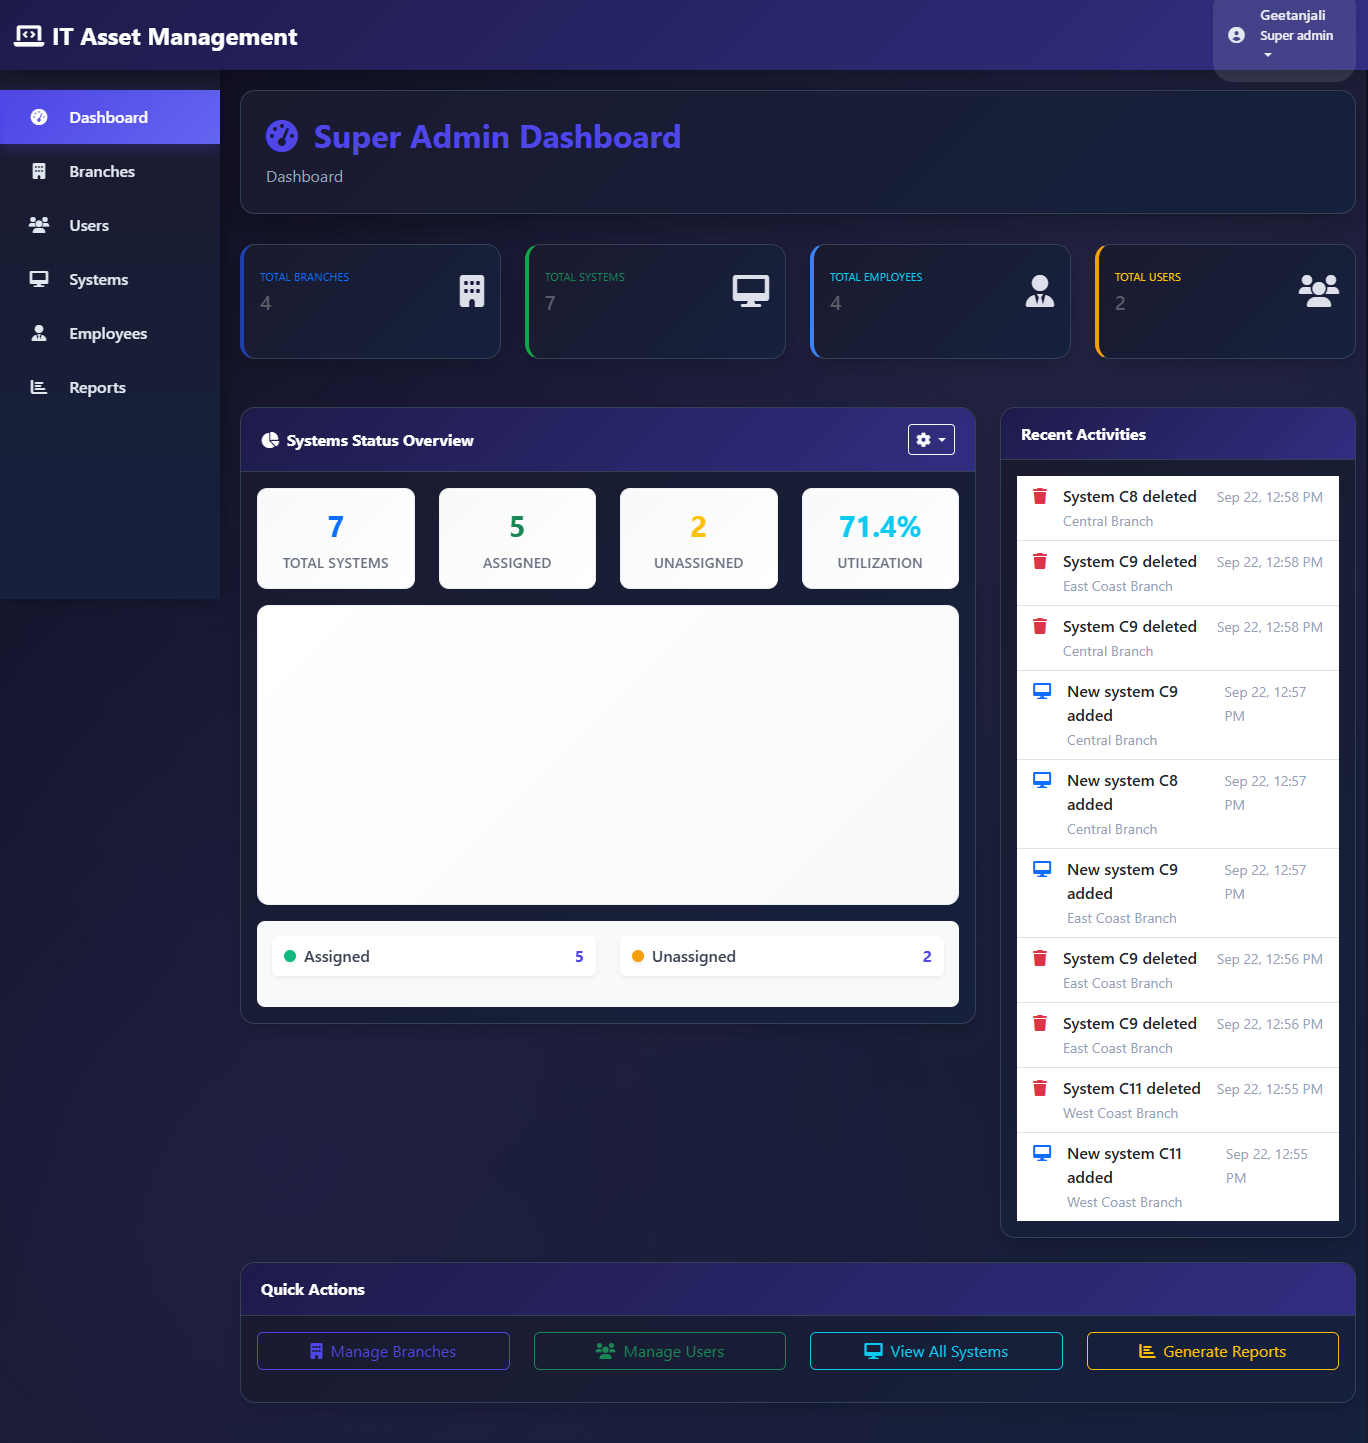 IT Asset Management
Geetanjali
Super admin
Dashboard
Branches
Users
Systems
Employees
Reports
Super Admin Dashboard
Dashboard
TOTAL BRANCHES
4
TOTAL SYSTEMS
7
TOTAL EMPLOYEES
4
TOTAL USERS
2
Systems Status Overview
7
TOTAL SYSTEMS
5
ASSIGNED
2
UNASSIGNED
71.4%
UTILIZATION
Assigned 5
Unassigned 2
Recent Activities
System C8 deleted Sep 22, 12:58 PM
Central Branch
System C9 deleted Sep 22, 12:58 PM
East Coast Branch
System C9 deleted Sep 22, 12:58 PM
Central Branch
New system C9 Sep 22, 12:57
added PM
Central Branch
New system C8 Sep 22, 12:57
added PM
Central Branch
New system C9 Sep 22, 12:57
added PM
East Coast Branch
System C9 deleted Sep 22, 12:56 PM
East Coast Branch
System C9 deleted Sep 22, 12:56 PM
East Coast Branch
System C11 deleted Sep 22, 12:55 PM
West Coast Branch
New system C11 Sep 22, 12:55
added PM
West Coast Branch
Quick Actions
Manage Branches
Manage Users
View All Systems
Generate Reports